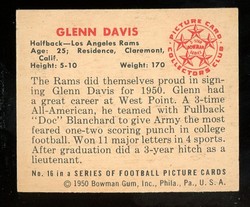 GLENN DAVIS
Halfback—Los Angeles Rams
Age: 25; Residence, Claremont,
Calif.
Height: 5-10 Weight: 170
PICTURE CARD
COLLECTORS CLUB
BOWMAN
The Rams did themselves proud in sign-
ing Glenn Davis for 1950. Glenn had
a great career at West Point. A 3-time
All-American, he teamed with Fullback
"Doc" Blanchard to give Army the most
feared one-two scoring punch in college
football. Won 11 major letters in 4 sports.
After graduation did a 3-year hitch as a
lieutenant.
No. 16 in a SERIES OF FOOTBALL PICTURE CARDS
© 1950 Bowman Gum, Inc., Phila., Pa., U. S. A.